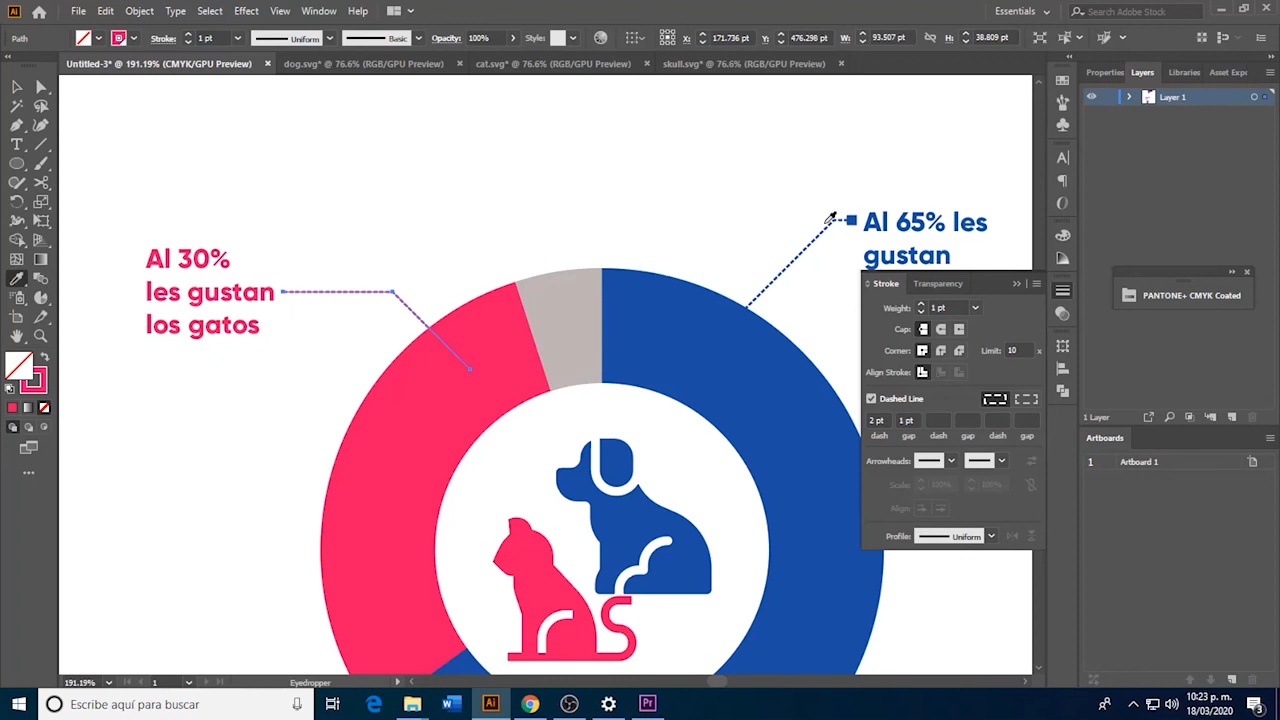 File Edit Object Type Select Effect View Window Help
Essentials
Search Adobe Stock
Path
Stroke: 1 pt Uniform Basic Opacity: 100% Style: X: 171.736 pt Y: 476.298 pt W: 93.507 pt H: 38.809 pt
Untitled-3* @ 191.19% (CMYK/GPU Preview) dog.svg* @ 76.6% (RGB/GPU Preview) cat.svg* @ 76.6% (RGB/GPU Preview) skull.svg* @ 76.6% (RGB/GPU Preview)
Properties Layers Libraries Asset Expo
Layer 1
Al 30%
les gustan
los gatos
Al 65% les
gustan
Stroke Transparency
Weight: 1 pt
Cap:
Corner: Limit: 10 x
Align Stroke:
Dashed Line
2 pt 1 pt
dash gap dash gap dash gap
Arrowheads:
Scale: 100% 100%
Align:
Profile: Uniform
PANTONE+ CMYK Coated
1 Layer
Artboards
1 Artboard 1
191.19% 1 Eyedropper
Escribe aquí para buscar
10:23 p. m.
18/03/2020